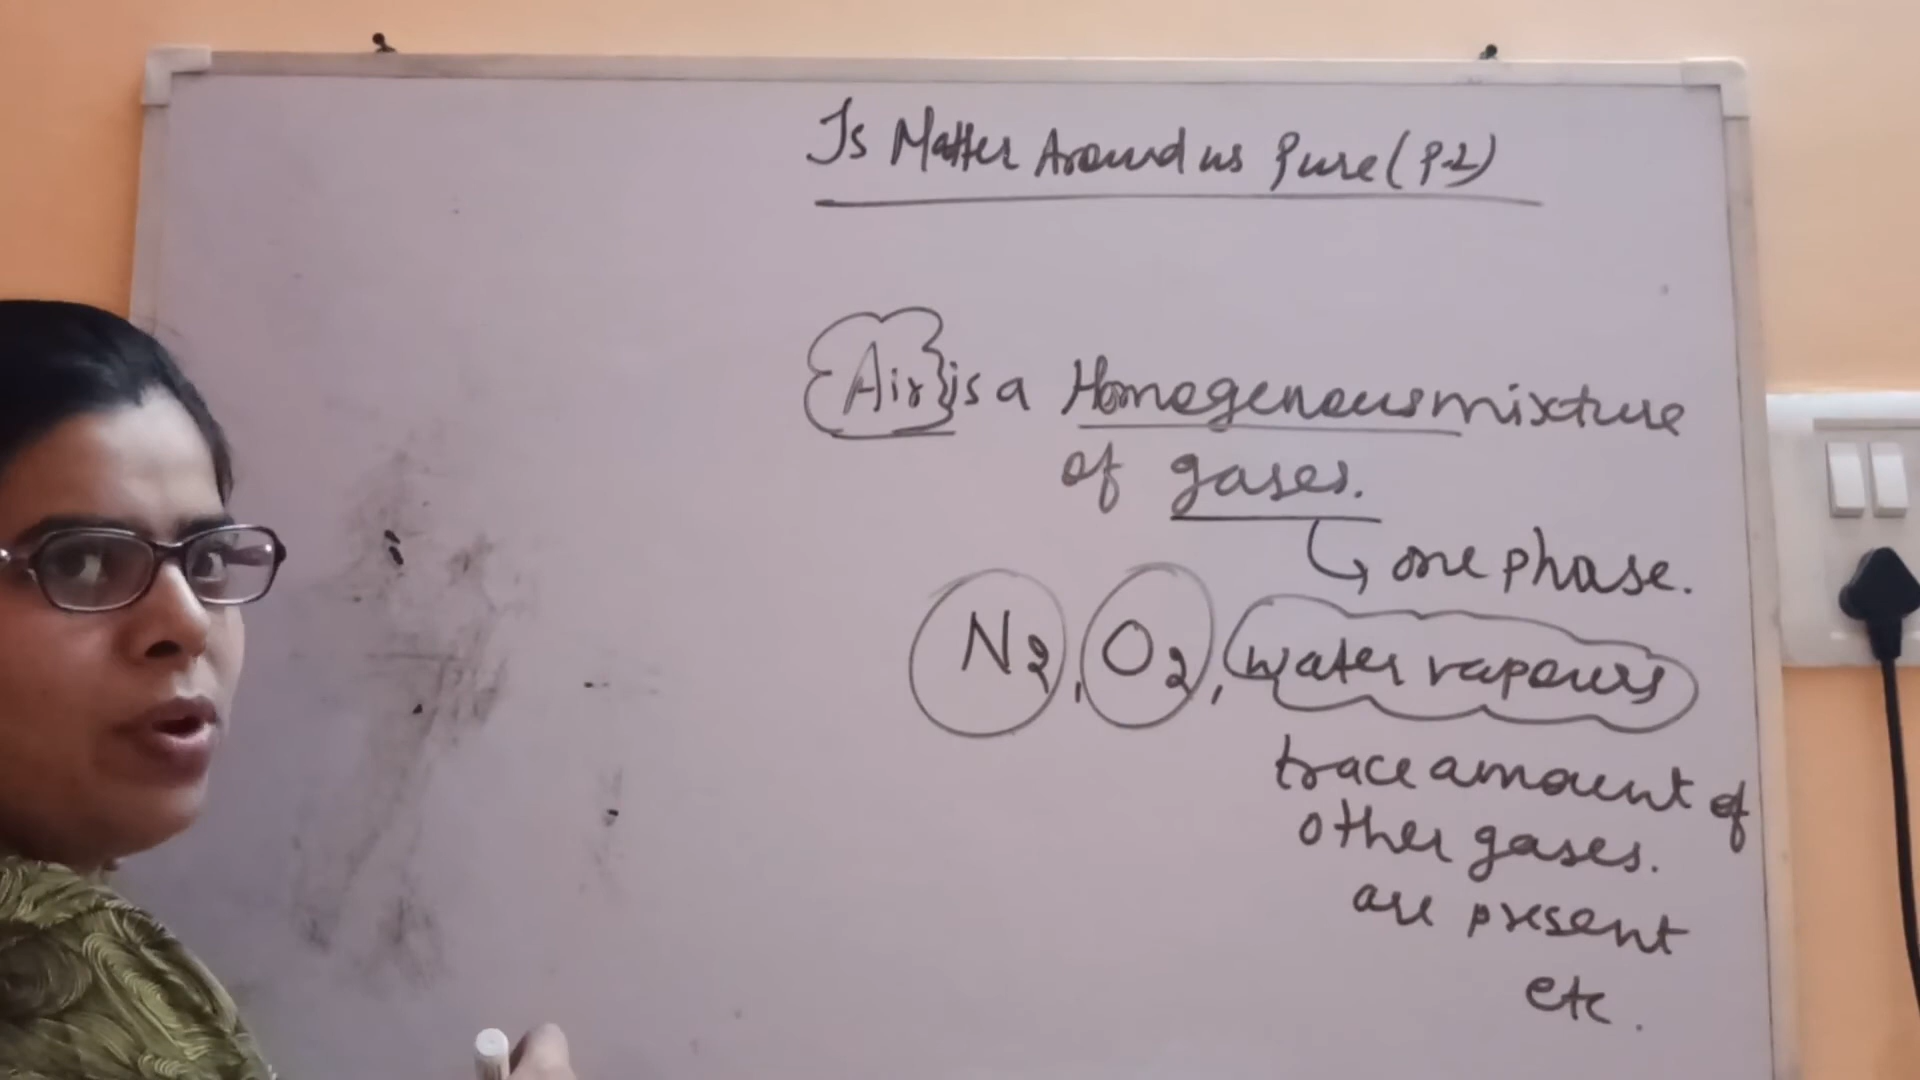 Is Matter Around us Pure (P-2)
Air is a Homogeneous mixture
of gases.
one phase.
N2, O2, water vapours
trace amount of
other gases.
are present
etc.